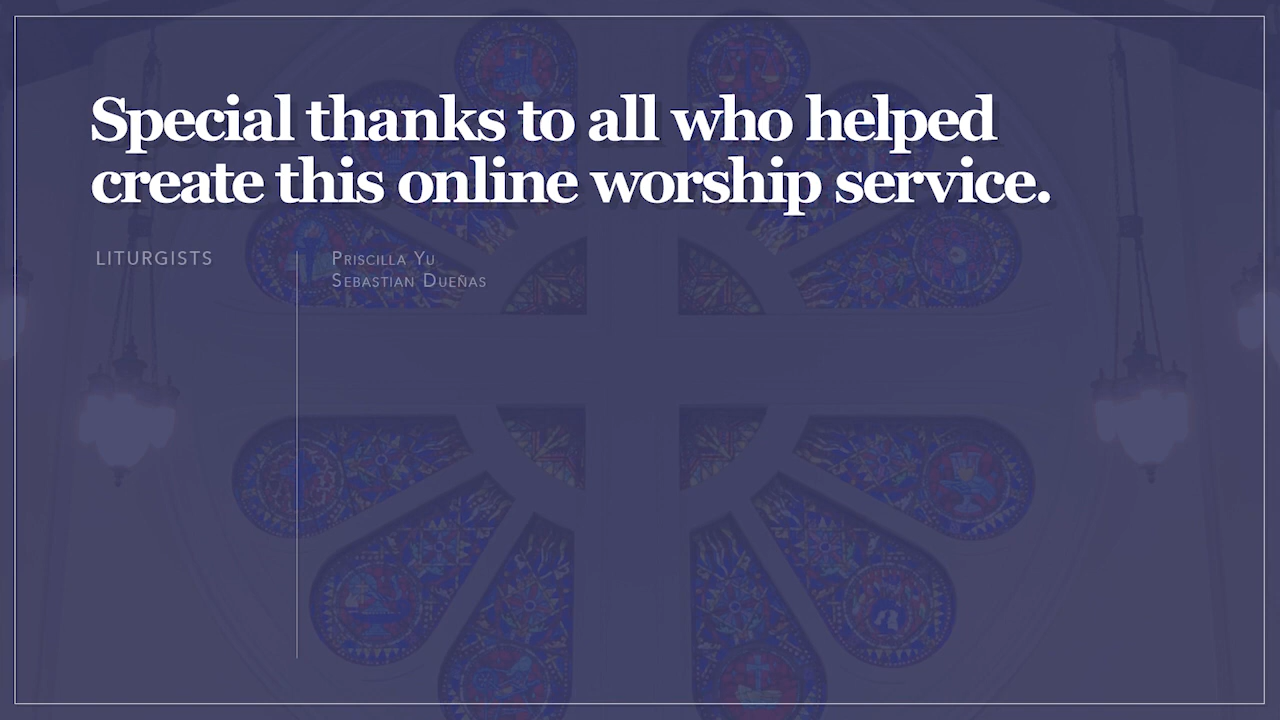 Special thanks to all who helped
create this online worship service.
LITURGISTS
Priscilla Yu
Sebastian Dueñas